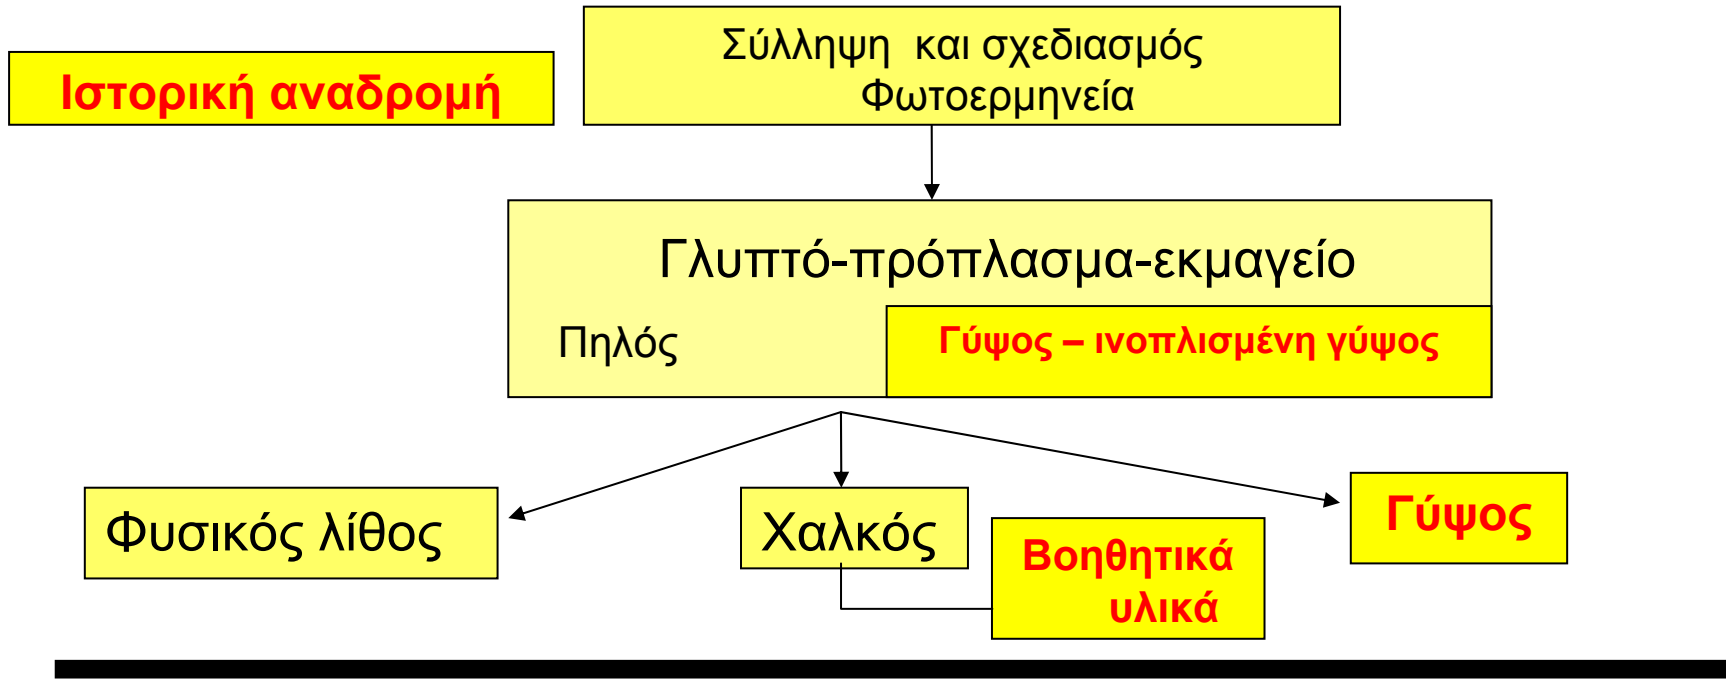 Ιστορική αναδρομή
Σύλληψη και σχεδιασμός
Φωτοερμηνεία
Γλυπτό-πρόπλασμα-εκμαγείο
Πηλός
Γύψος – ινοπλισμένη γύψος
Φυσικός λίθος
Χαλκός
Βοηθητικά
υλικά
Γύψος